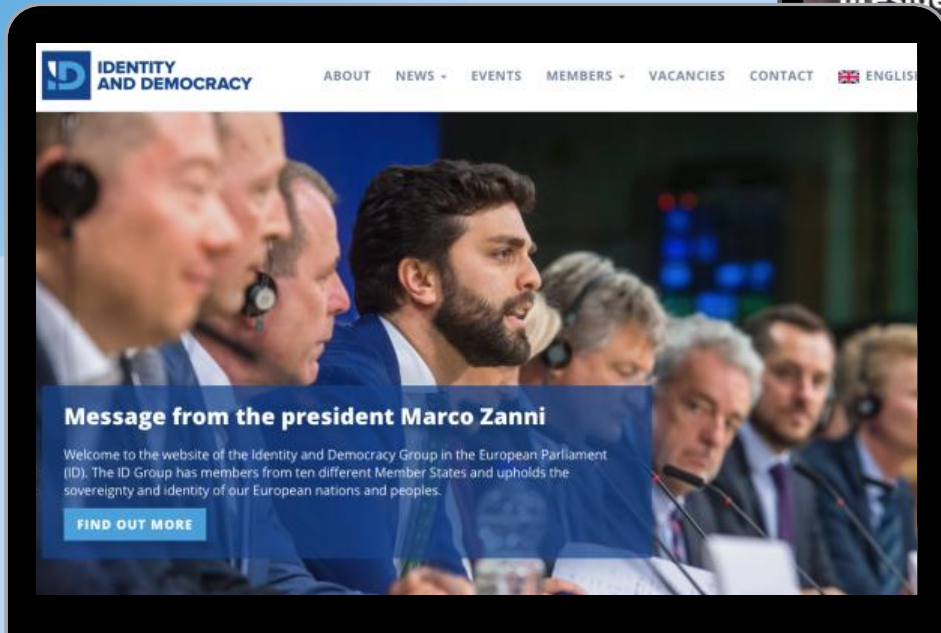 IDENTITY
AND DEMOCRACY
ABOUT
NEWS
EVENTS
MEMBERS
VACANCIES
CONTACT
Message from the president Marco Zanni
Welcome to the website of the Identity and Democracy Group in the European Parliament
(ID). The ID Group has members from ten different Member States and upholds the
sovereignty and identity of our European nations and peoples.
FIND OUT MORE